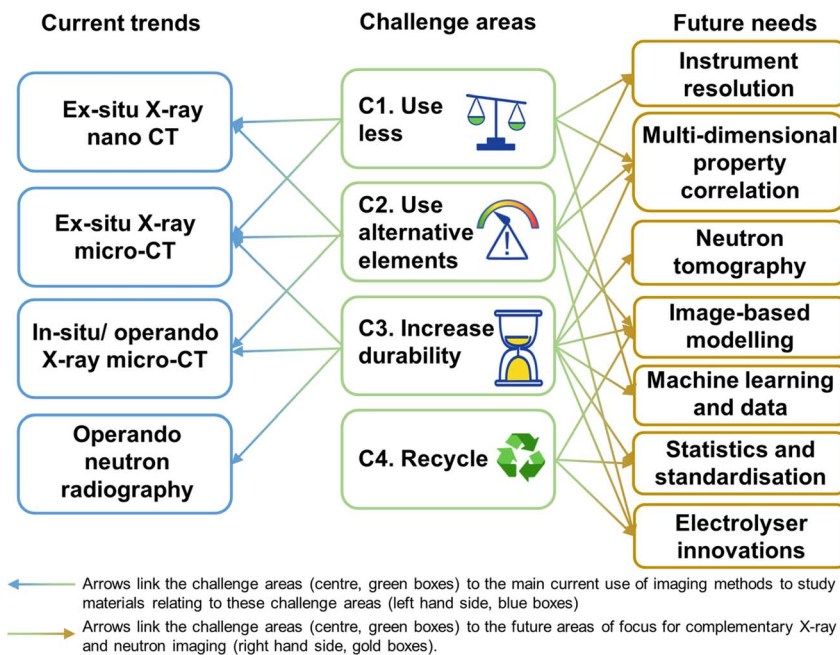 Current trends
Challenge areas
Future needs
Ex-situ X-ray
nano CT
Ex-situ X-ray
micro-CT
In-situ/ operando
X-ray micro-CT
Operando
neutron
radiography
C1. Use
less
C2. Use
alternative
elements
C3. Increase
durability
C4. Recycle
Instrument
resolution
Multi-dimensional
property
correlation
Neutron
tomography
Image-based
modelling
Machine learning
and data
Statistics and
standardisation
Electrolyser
innovations
Arrows link the challenge areas (centre, green boxes) to the main current use of imaging methods to study
materials relating to these challenge areas (left hand side, blue boxes)
Arrows link the challenge areas (centre, green boxes) to the future areas of focus for complementary X-ray
and neutron imaging (right hand side, gold boxes).